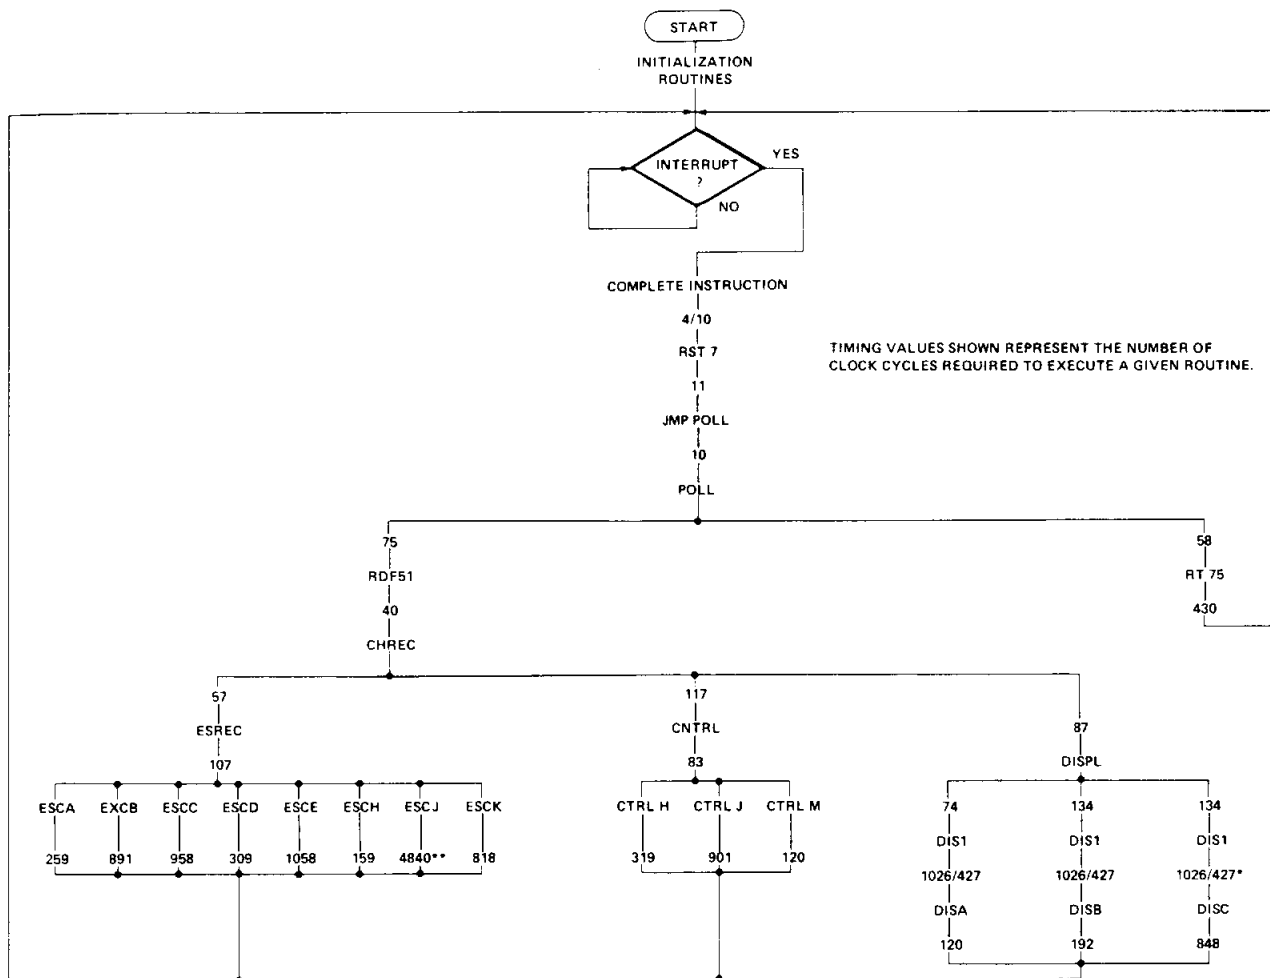 START
INITIALIZATION
ROUTINES
INTERRUPT
?
YES
NO
COMPLETE INSTRUCTION
4/10
RST 7
11
JMP POLL
10
POLL
TIMING VALUES SHOWN REPRESENT THE NUMBER OF
CLOCK CYCLES REQUIRED TO EXECUTE A GIVEN ROUTINE.
75
RDF51
40
CHREC
58
RT 75
430
57
ESREC
107
117
CNTRL
83
87
DISPL
ESCA EXCB ESCC ESCD ESCE ESCH ESCJ ESCK
259 891 958 309 1058 159 4840** 818
CTRL H CTRL J CTRL M
319 901 120
74 134 134
DIS1 DIS1 DIS1
1026/427 1026/427 1026/427*
DISA DISB DISC
120 192 848